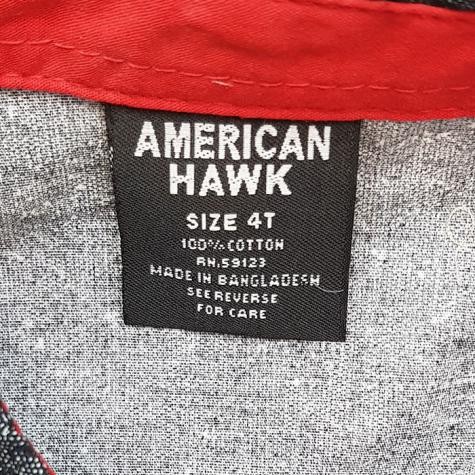 AMERICAN
HAWK
SIZE 4T
100% COTTON
RN.59123
MADE IN BANGLADESH
SEE REVERSE
FOR CARE